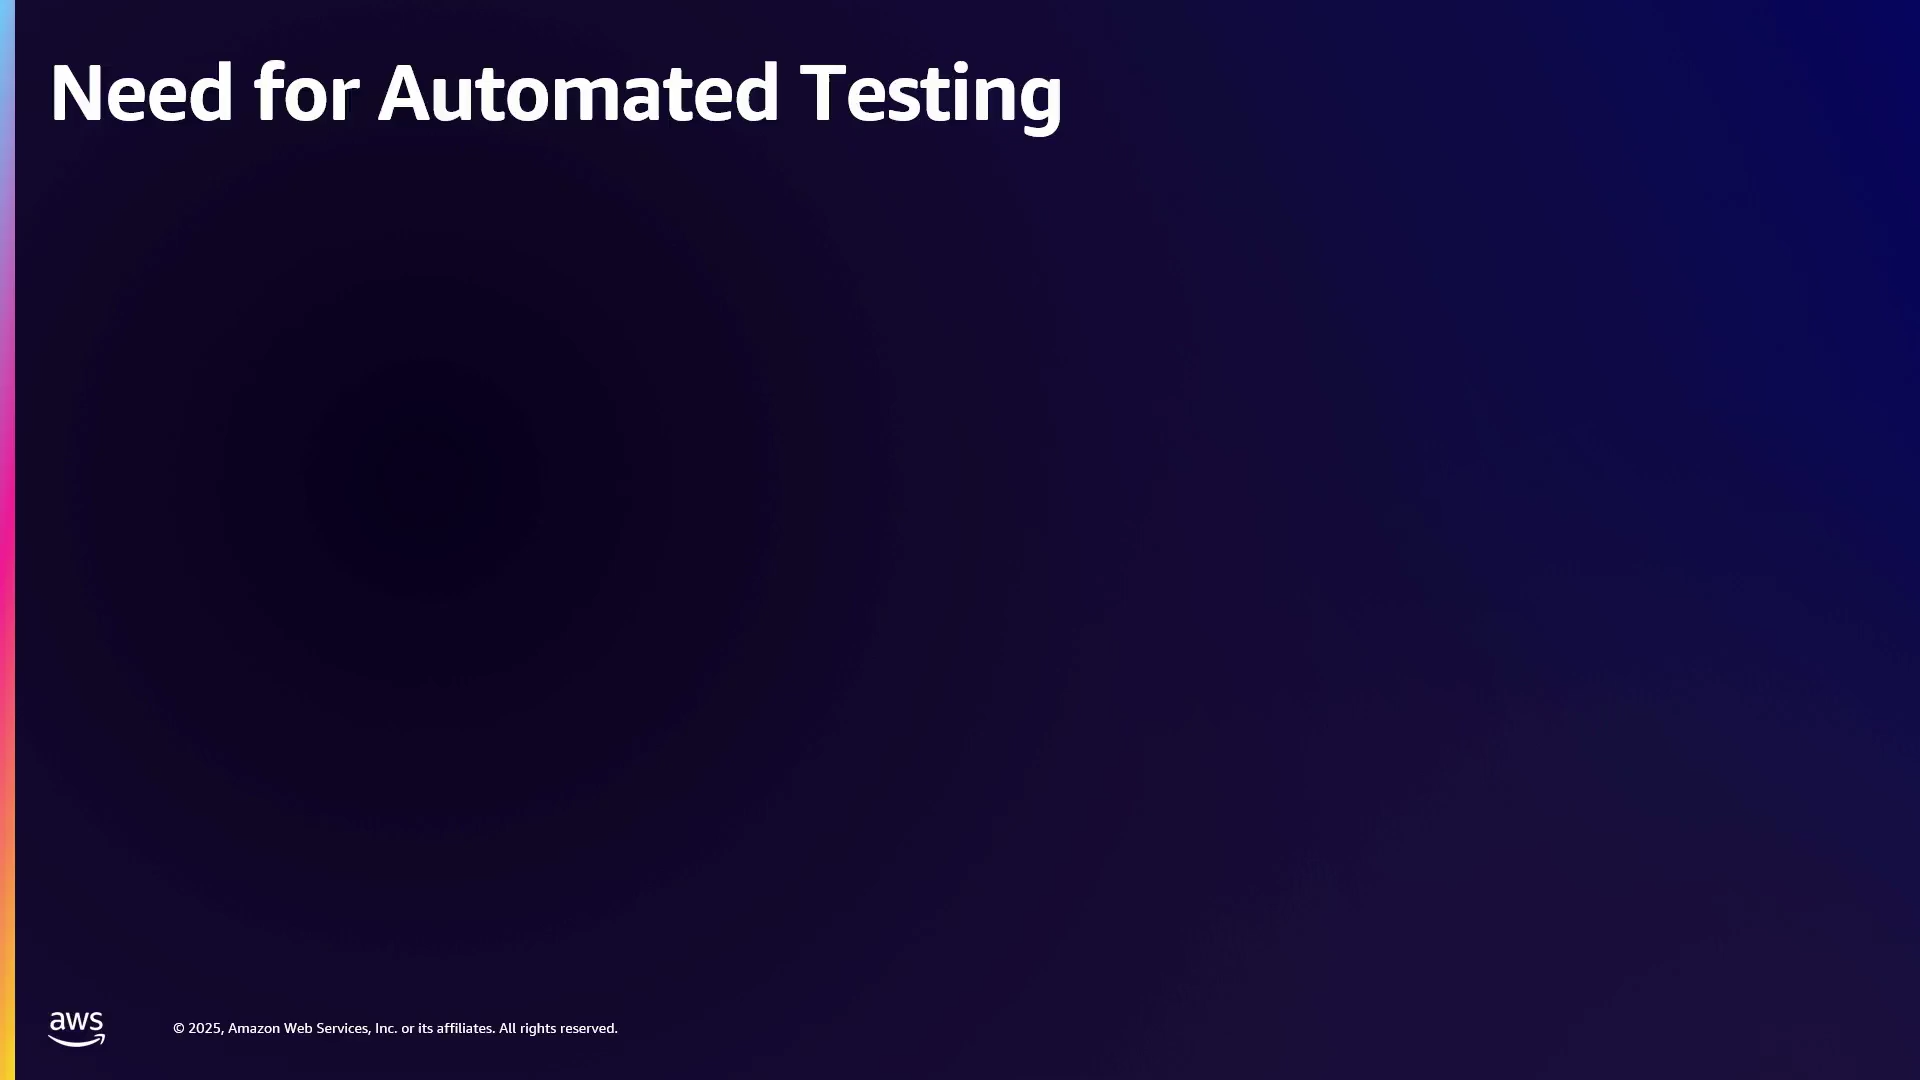 Need for Automated Testing
aws
© 2025, Amazon Web Services, Inc. or its affiliates. All rights reserved.